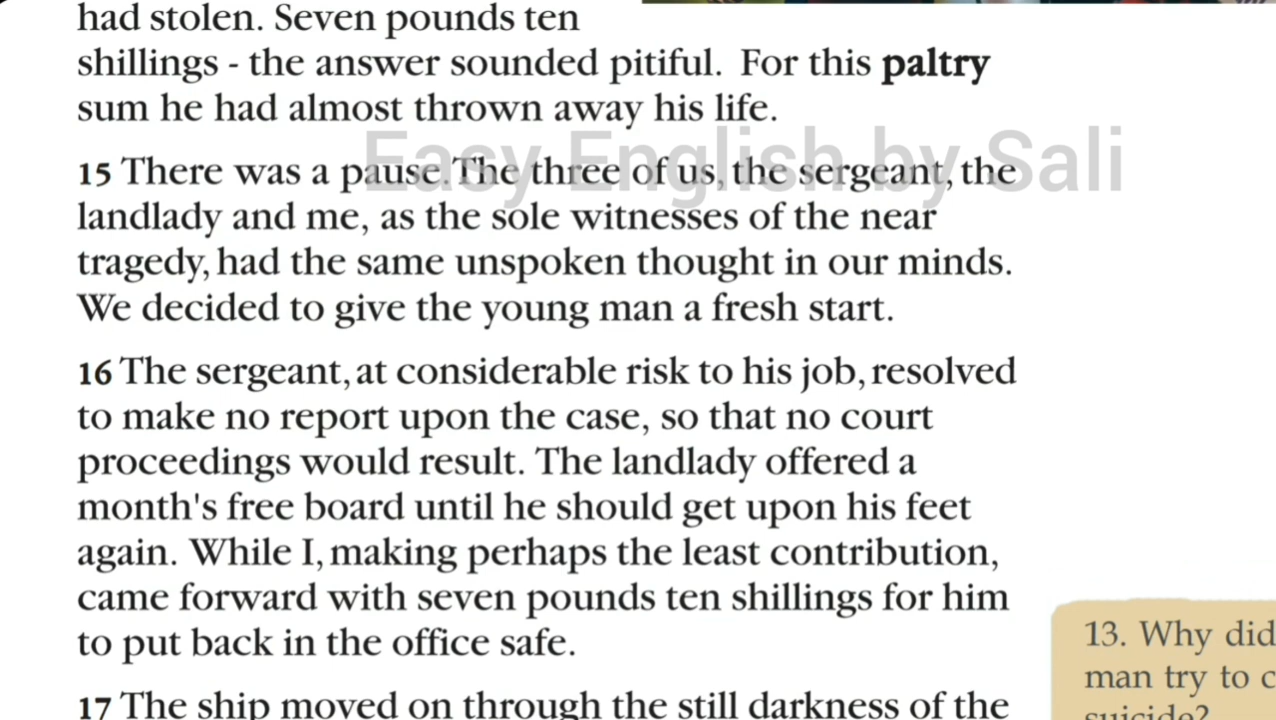 had stolen. Seven pounds ten
shillings - the answer sounded pitiful. For this paltry
sum he had almost thrown away his life.
Easy English by Sali
15 There was a pause.The three of us, the sergeant, the
landlady and me, as the sole witnesses of the near
tragedy, had the same unspoken thought in our minds.
We decided to give the young man a fresh start.
16 The sergeant, at considerable risk to his job, resolved
to make no report upon the case, so that no court
proceedings would result. The landlady offered a
month's free board until he should get upon his feet
again. While I, making perhaps the least contribution,
came forward with seven pounds ten shillings for him
to put back in the office safe.
13. Why did
man try to c
suicide?
17 The ship moved on through the still darkness of the